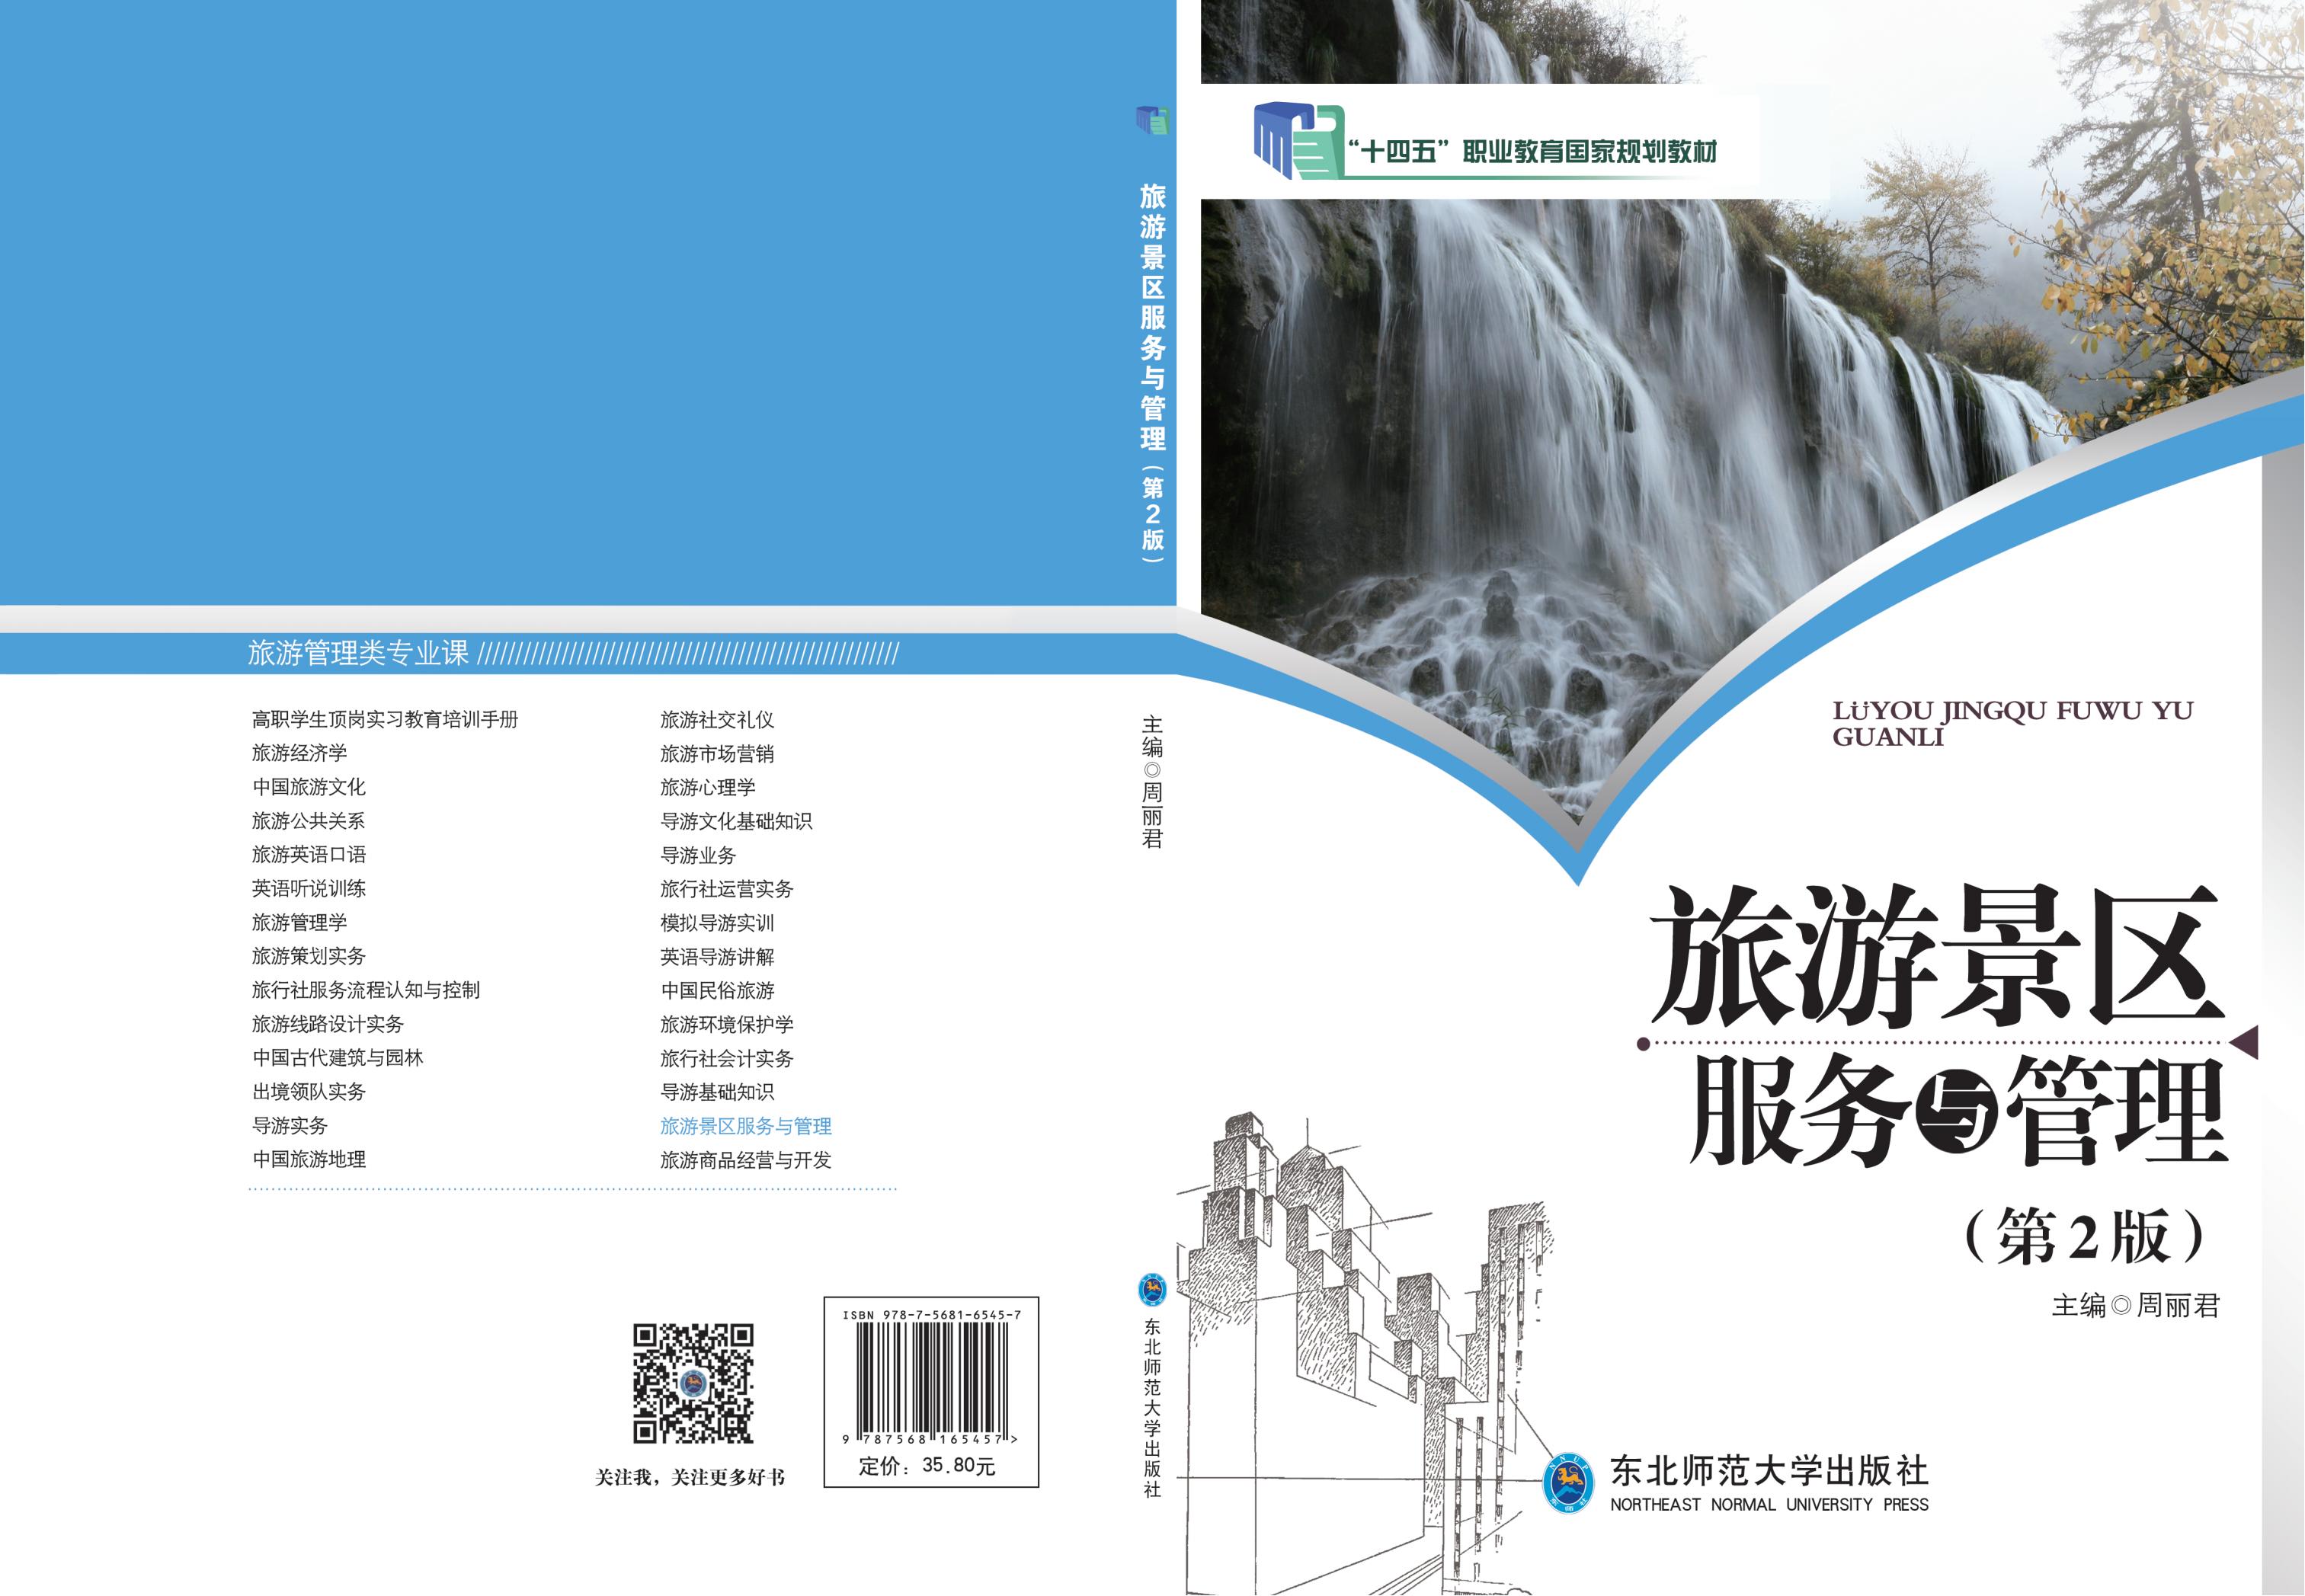 旅游管理类专业课
高职学生顶岗实习教育培训手册
旅游经济学
中国旅游文化
旅游公共关系
旅游英语口语
英语听说训练
旅游管理学
旅游策划实务
旅行社服务流程认知与控制
旅游线路设计实务
中国古代建筑与园林
出境领队实务
导游实务
中国旅游地理
旅游社交礼仪
旅游市场营销
旅游心理学
导游文化基础知识
导游业务
旅行社运营实务
模拟导游实训
英语导游讲解
中国民俗旅游
旅游环境保护学
旅行社会计实务
导游基础知识
旅游景区服务与管理
旅游商品经营与开发
关注我，关注更多好书
ISBN 978-7-5681-6545-7
9 787568 165457 >
定价：35.80元
旅游景区服务与管理（第2版）
主编◎周丽君
东北师范大学出版社
“十四五”职业教育国家规划教材
LÜYOU JINGQU FUWU YU
GUANLI
旅游景区
服务与管理
（第2版）
主编◎周丽君
东北师范大学出版社
NORTHEAST NORMAL UNIVERSITY PRESS